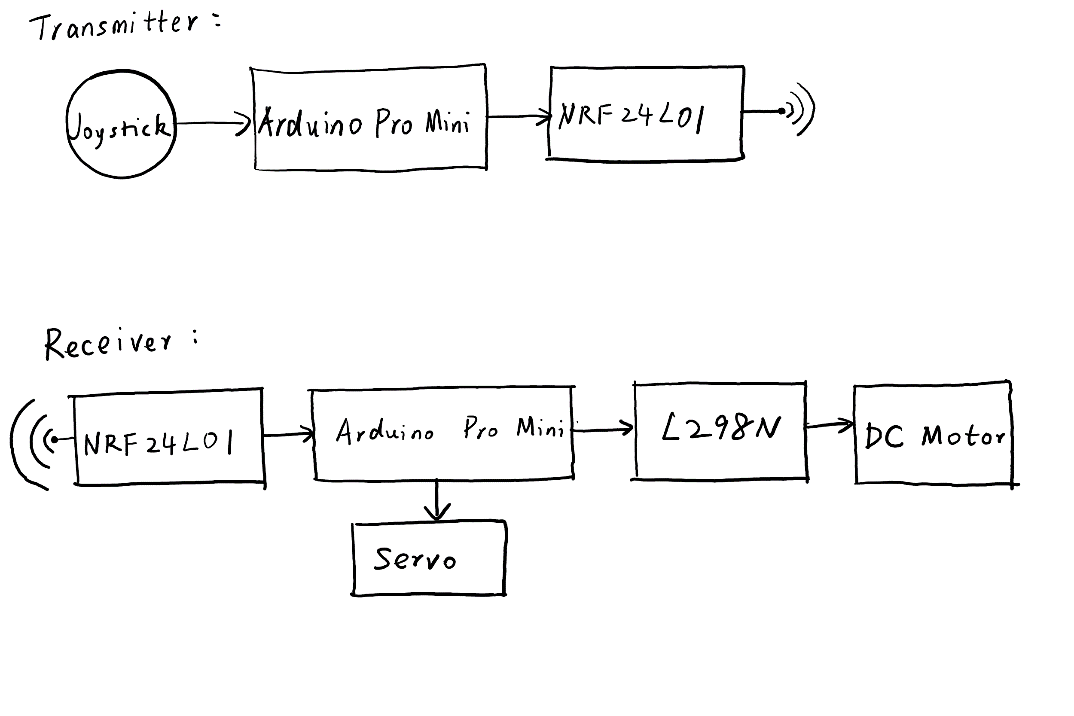 Transmitter:
Joystick
Arduino Pro Mini
NRF24L01
Receiver:
NRF24L01
Arduino Pro Mini
L298N
DC Motor
Servo